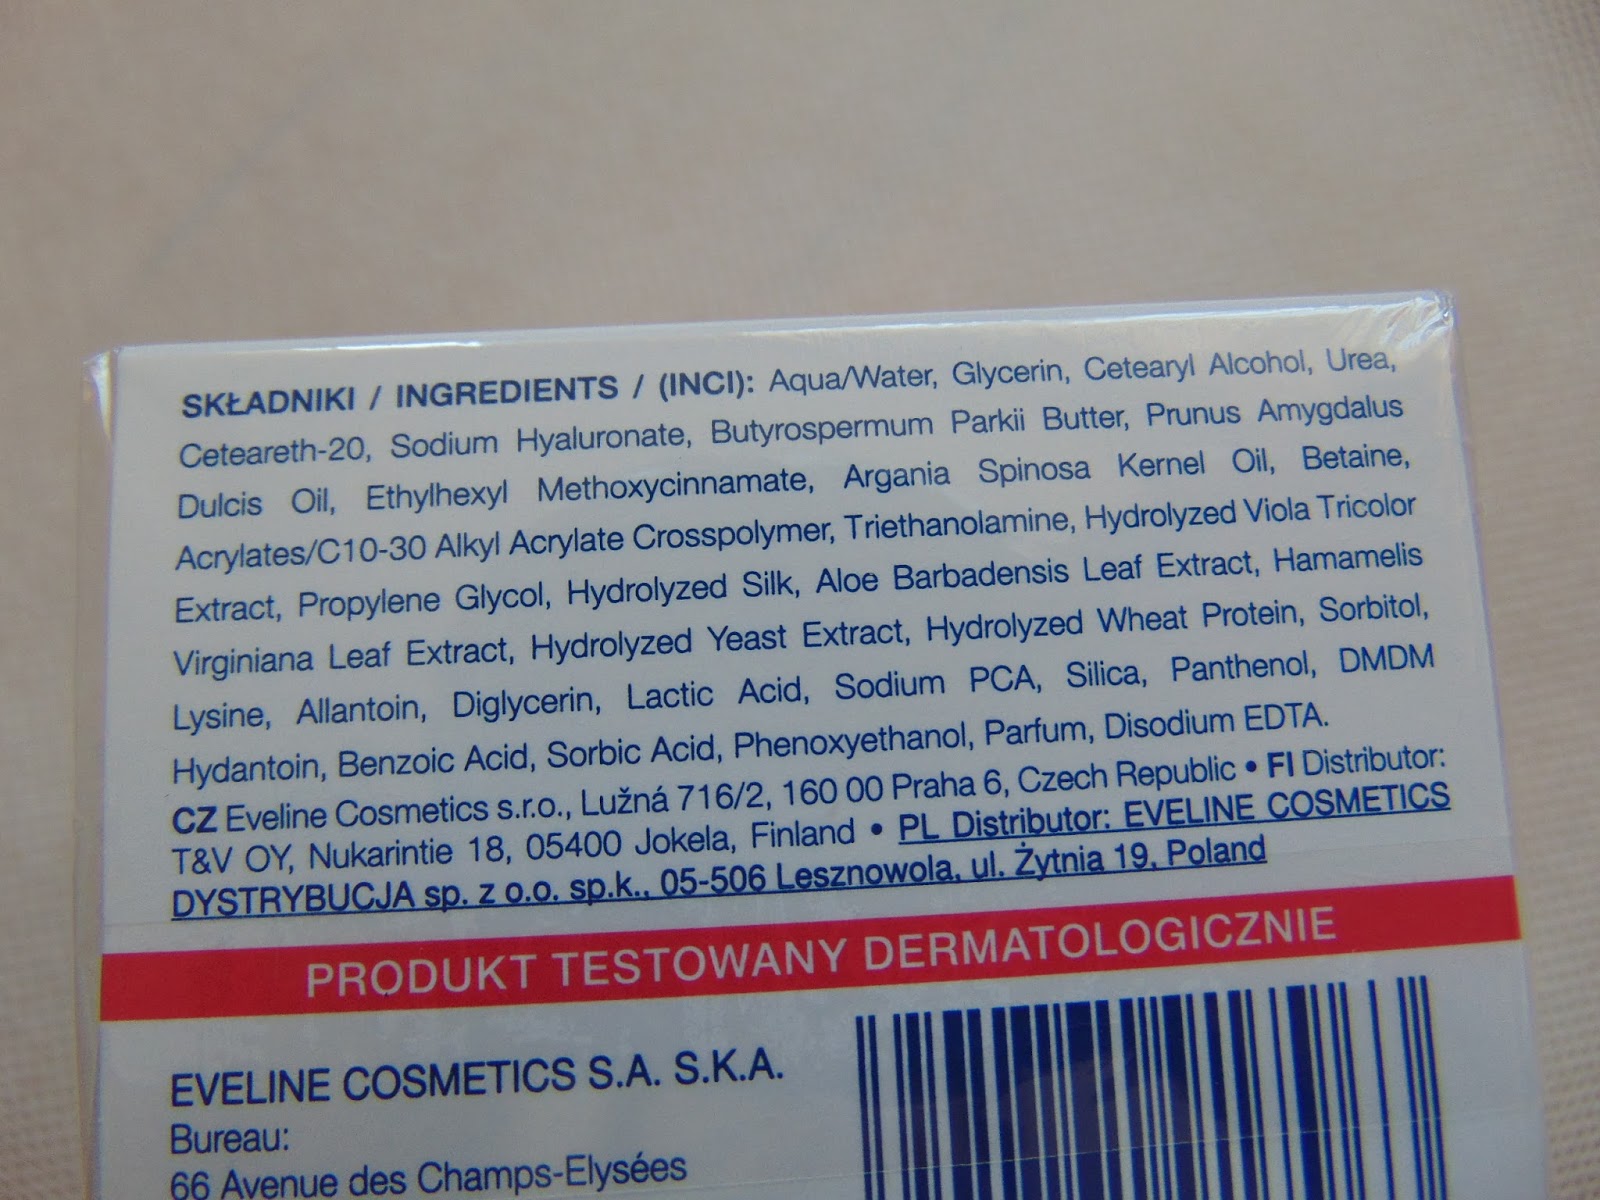 SKŁADNIKI / INGREDIENTS / (INCI): Aqua/Water, Glycerin, Cetearyl Alcohol, Urea,
Ceteareth-20, Sodium Hyaluronate, Butyrospermum Parkii Butter, Prunus Amygdalus
Dulcis Oil, Ethylhexyl Methoxycinnamate, Argania Spinosa Kernel Oil, Betaine,
Acrylates/C10-30 Alkyl Acrylate Crosspolymer, Triethanolamine, Hydrolyzed Viola Tricolor
Extract, Propylene Glycol, Hydrolyzed Silk, Aloe Barbadensis Leaf Extract, Hamamelis
Virginiana Leaf Extract, Hydrolyzed Yeast Extract, Hydrolyzed Wheat Protein, Sorbitol,
Lysine, Allantoin, Diglycerin, Lactic Acid, Sodium PCA, Silica, Panthenol, DMDM
Hydantoin, Benzoic Acid, Sorbic Acid, Phenoxyethanol, Parfum, Disodium EDTA.
CZ Eveline Cosmetics s.r.o., Lužná 716/2, 160 00 Praha 6, Czech Republic • FI Distributor:
T&V OY, Nukarintie 18, 05400 Jokela, Finland • PL Distributor: EVELINE COSMETICS
DYSTRYBUCJA sp. z o.o. sp.k., 05-506 Lesznowola, ul. Żytnia 19, Poland
PRODUKT TESTOWANY DERMATOLOGICZNIE
EVELINE COSMETICS S.A. S.K.A.
Bureau:
66 Avenue des Champs-Elysées